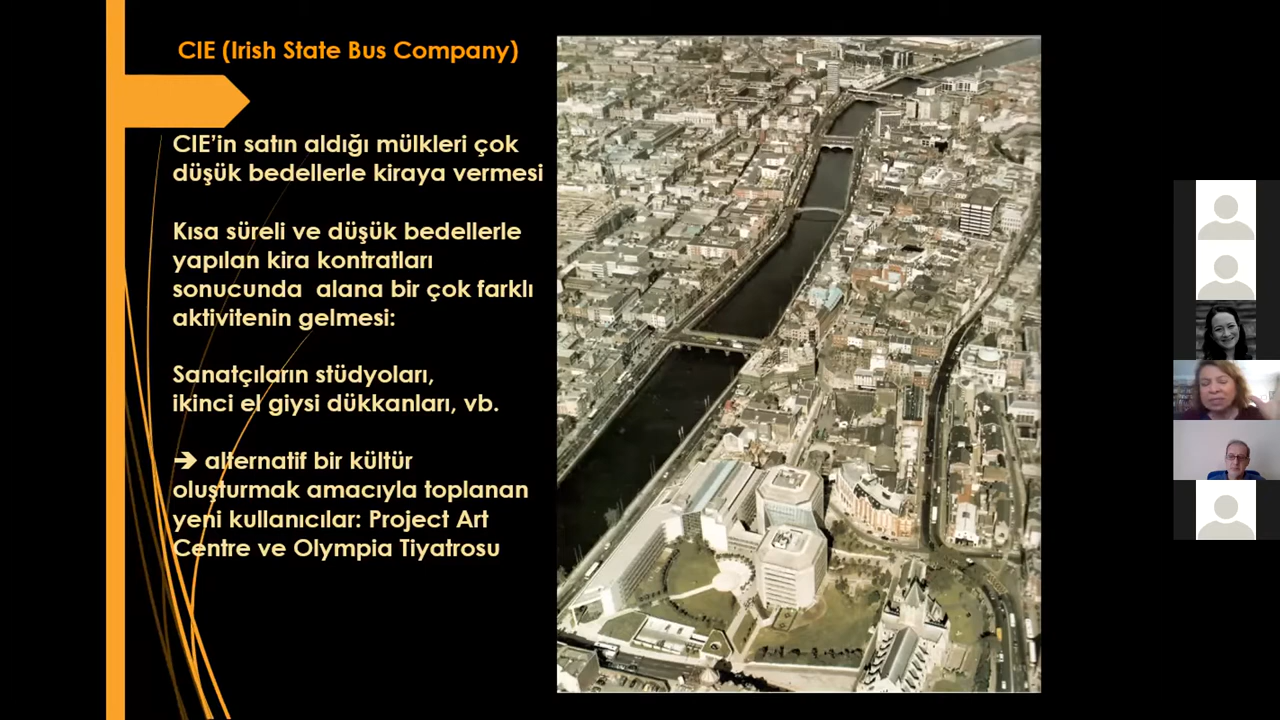 CIE (Irish State Bus Company)
CIE’in satın aldığı mülkleri çok
düşük bedellerle kiraya vermesi
Kısa süreli ve düşük bedellerle
yapılan kira kontratları
sonucunda  alana bir çok farklı
aktivitenin gelmesi:
Sanatçıların stüdyoları,
ikinci el giysi dükkanları, vb.
➔ alternatif bir kültür
oluşturmak amacıyla toplanan
yeni kullanıcılar: Project Art
Centre ve Olympia Tiyatrosu